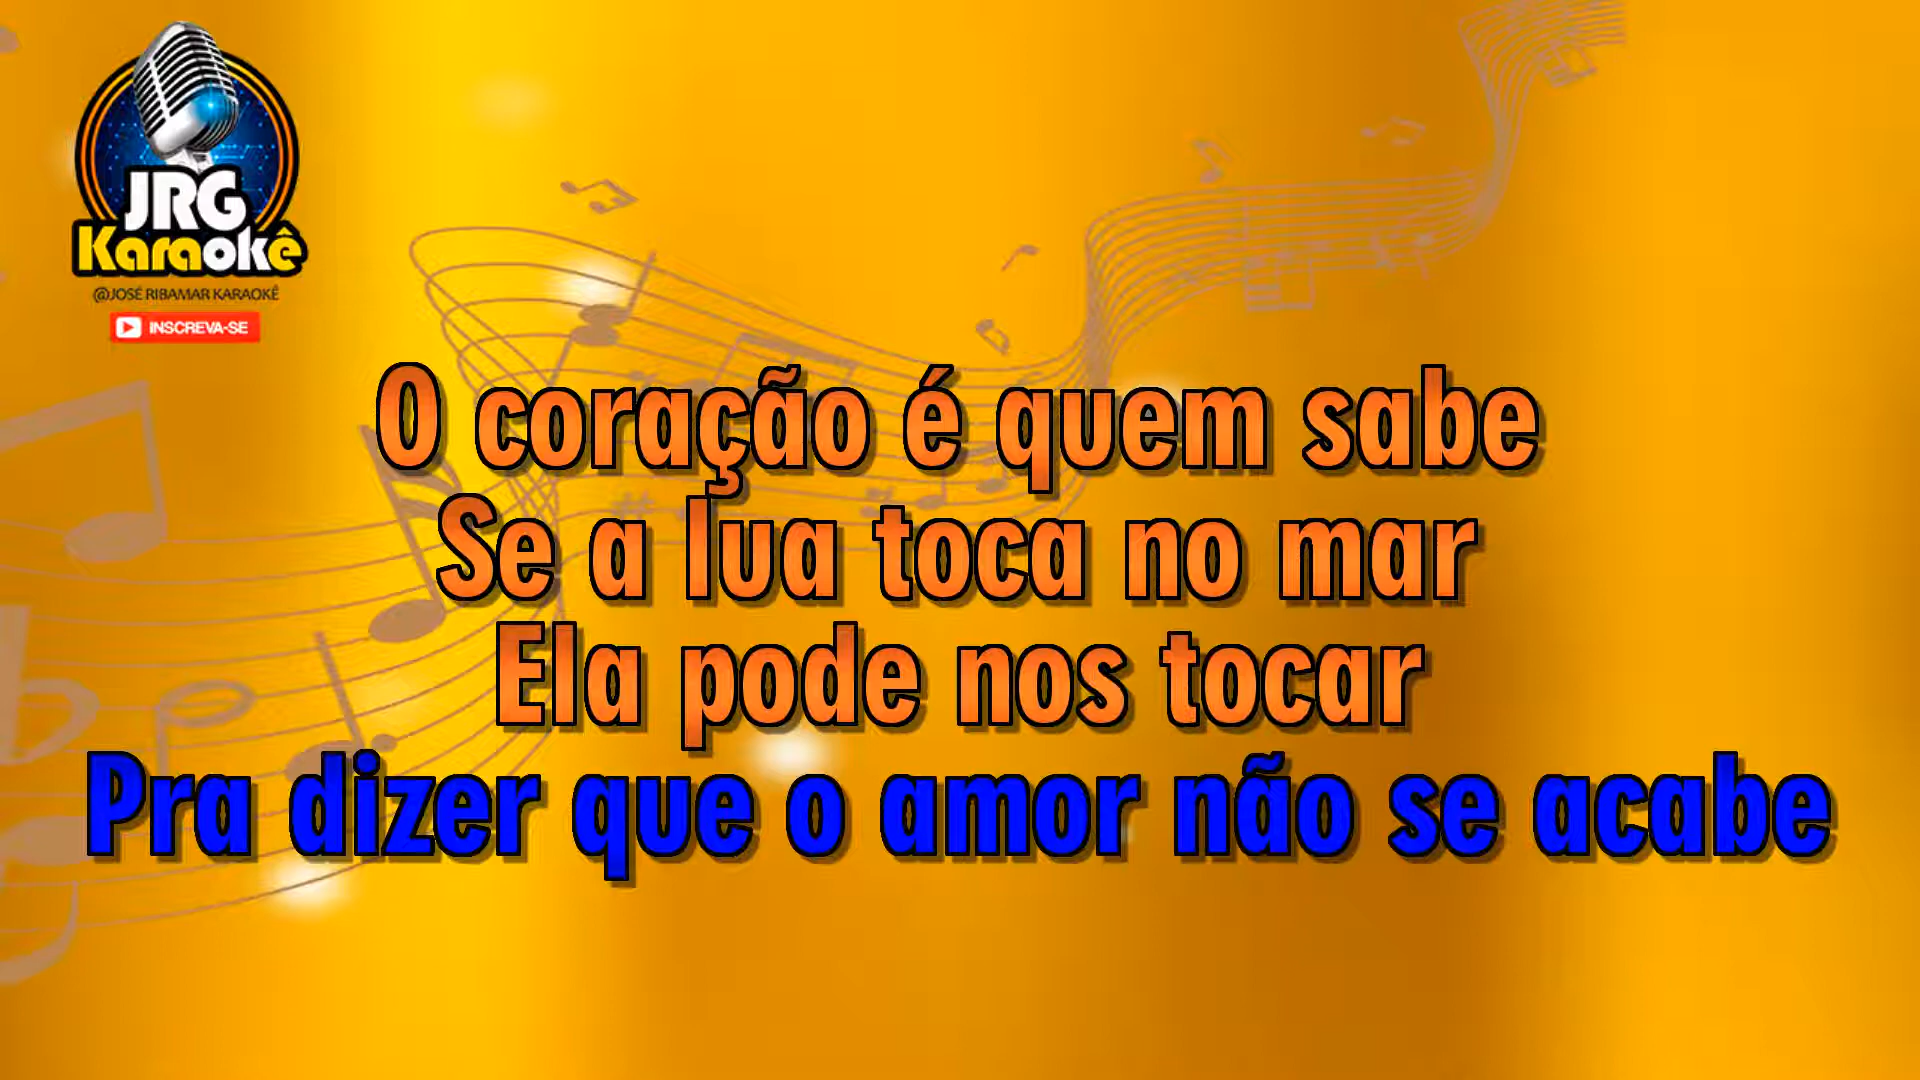 JRG
Karaokê
@JOSÉ RIBAMAR KARAOKÊ
INSCREVA-SE
O coração é quem sabe
Se a lua toca no mar
Ela pode nos tocar
Pra dizer que o amor não se acabe